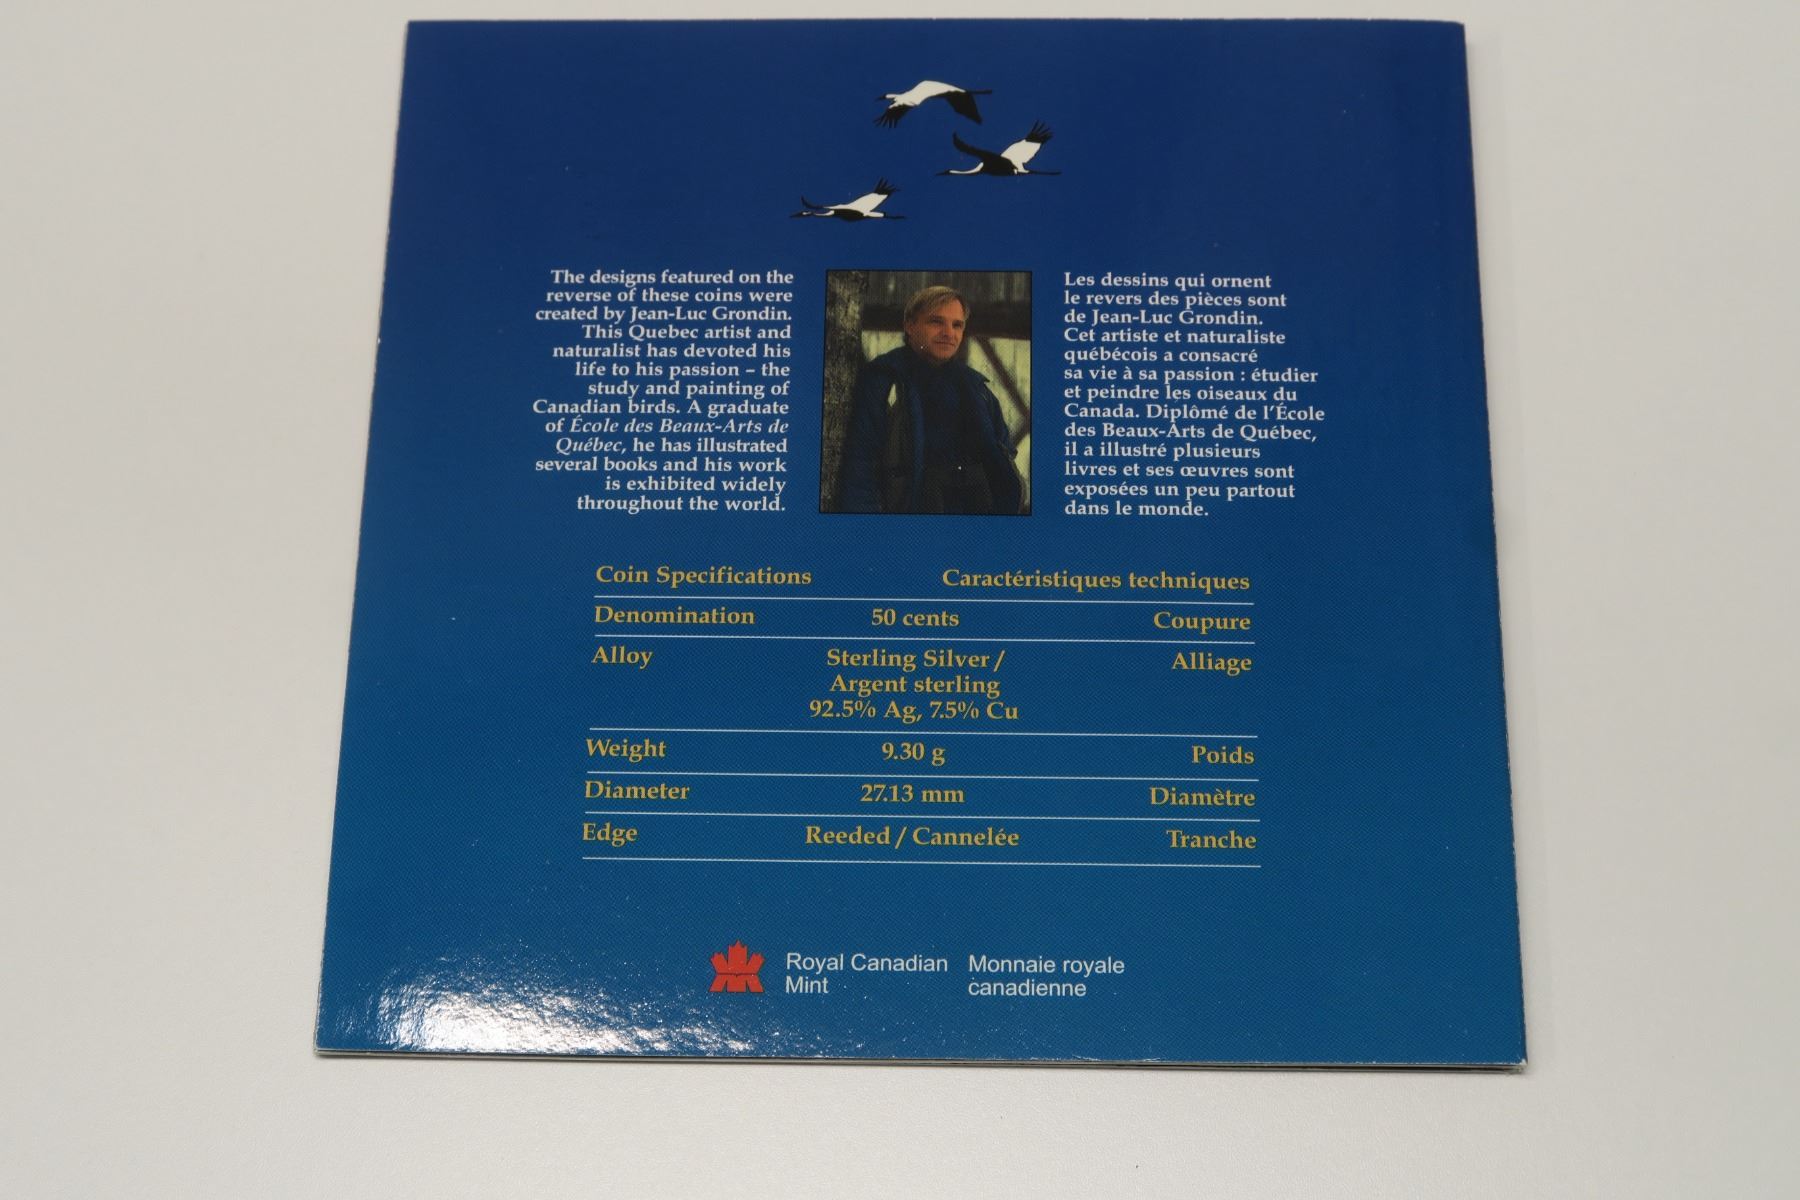 The designs featured on the
reverse of these coins were
created by Jean-Luc Grondin.
This Quebec artist and
naturalist has devoted his
life to his passion – the
study and painting of
Canadian birds. A graduate
of École des Beaux-Arts de
Québec, he has illustrated
several books and his work
is exhibited widely
throughout the world.
Les dessins qui ornent
le revers des pièces sont
de Jean-Luc Grondin.
Cet artiste et naturaliste
québécois a consacré
sa vie à sa passion : étudier
et peindre les oiseaux du
Canada. Diplômé de l'École
des Beaux-Arts de Québec,
il a illustré plusieurs
livres et ses œuvres sont
exposées un peu partout
dans le monde.
Coin Specifications Caractéristiques techniques
Denomination 50 cents Coupure
Alloy Sterling Silver / Alliage
Argent sterling
92.5% Ag, 7.5% Cu
Weight 9.30 g Poids
Diameter 27.13 mm Diamètre
Edge Reeded / Cannelée Tranche
Royal Canadian Monnaie royale
Mint canadienne